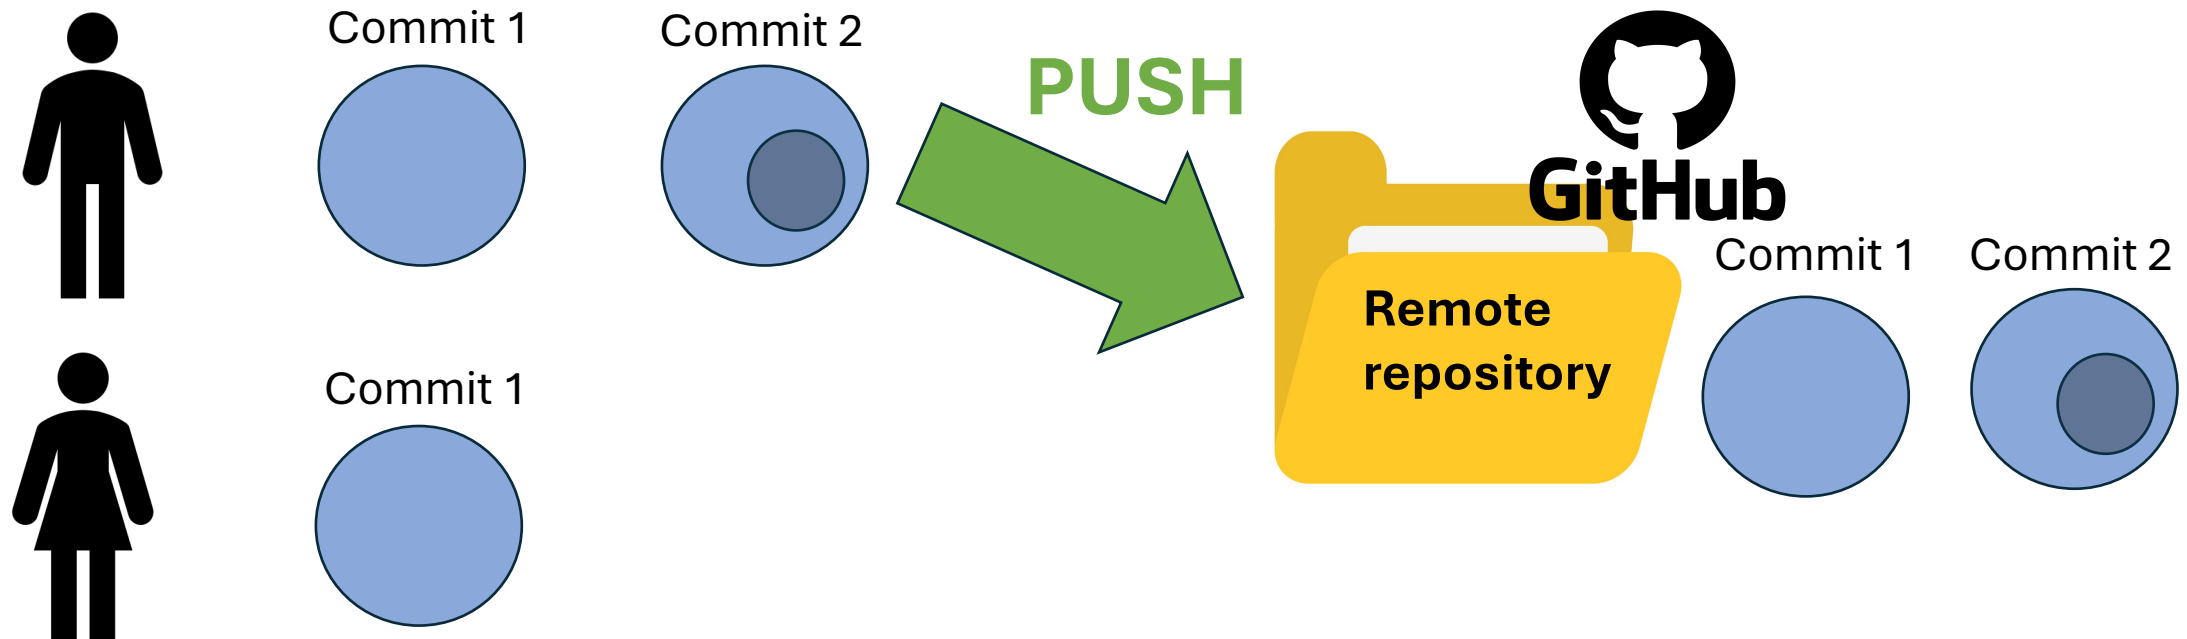 Commit 1
Commit 2
PUSH
GitHub
Commit 1
Commit 2
Remote
repository
Commit 1